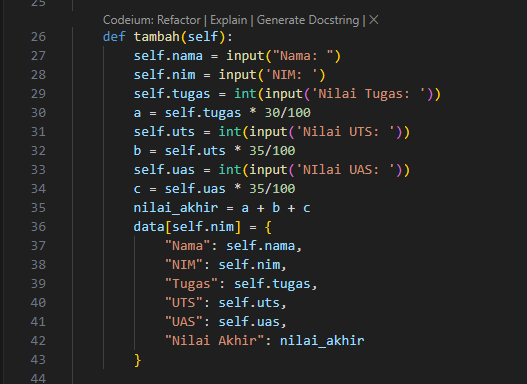 25
Codeium: Refactor | Explain | Generate Docstring | X
26 def tambah(self):
27 self.nama = input("Nama: ")
28 self.nim = input('NIM: ')
29 self.tugas = int(input('Nilai Tugas: '))
30 a = self.tugas * 30/100
31 self.uts = int(input('Nilai UTS: '))
32 b = self.uts * 35/100
33 self.uas = int(input('NIlai UAS: '))
34 c = self.uas * 35/100
35 nilai_akhir = a + b + c
36 data[self.nim] = {
37 "Nama": self.nama,
38 "NIM": self.nim,
39 "Tugas": self.tugas,
40 "UTS": self.uts,
41 "UAS": self.uas,
42 "Nilai Akhir": nilai_akhir
43 }
44